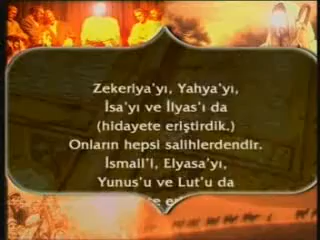 Zekeriya'yı, Yahya'yı,
İsa'yı ve İlyas'ı da
(hidayete eriştirdik.)
Onların hepsi salihlerdendir.
İsmail'i, Elyasa'yı,
Yunus'u ve Lut'u da